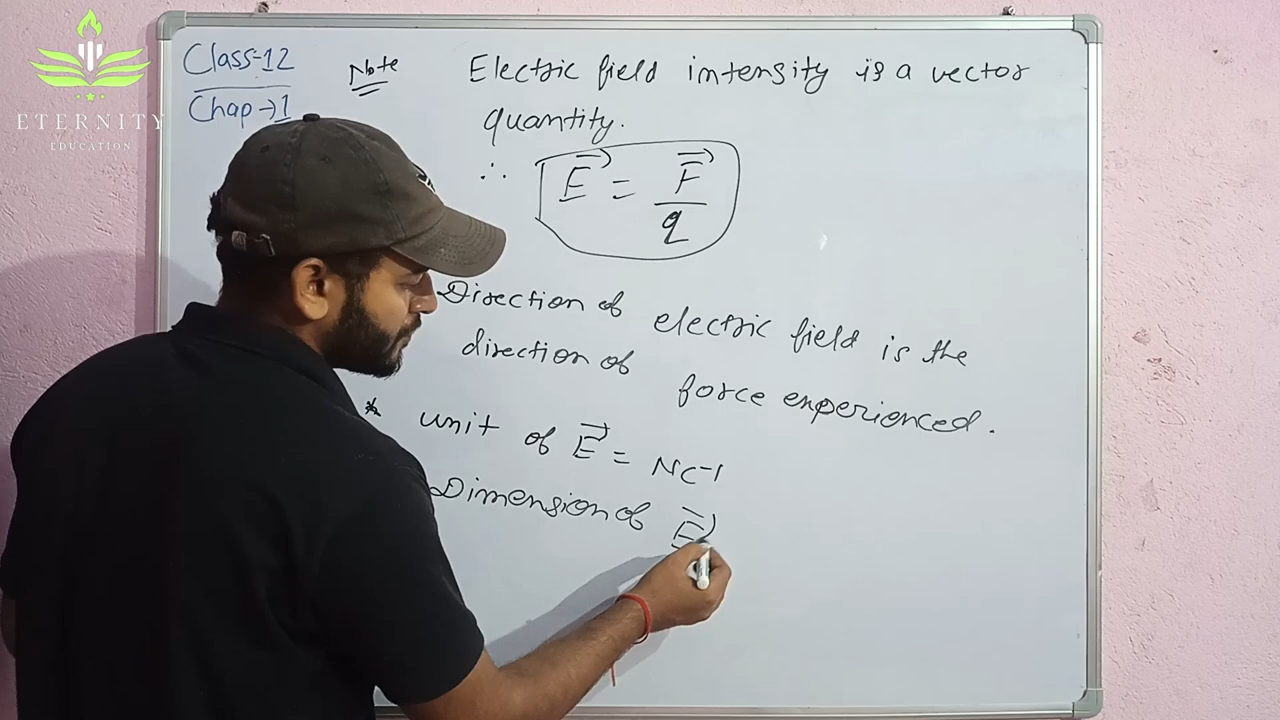 ETERNITY
EDUCATION
Class-12
Chap→1
Note
Electric field intensity is a vector
quantity.
∴ E⃗ = F⃗/q
Direction of electric field is the
direction of force experienced.
* unit of E⃗ = NC⁻¹
Dimension of E⃗